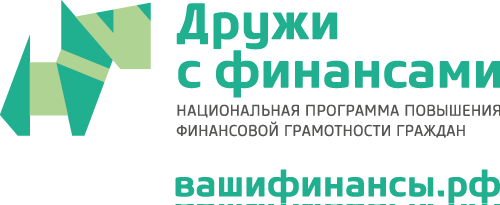 Дружи
с финансами
НАЦИОНАЛЬНАЯ ПРОГРАММА ПОВЫШЕНИЯ
ФИНАНСОВОЙ ГРАМОТНОСТИ ГРАЖДАН
вашифинансы.рф